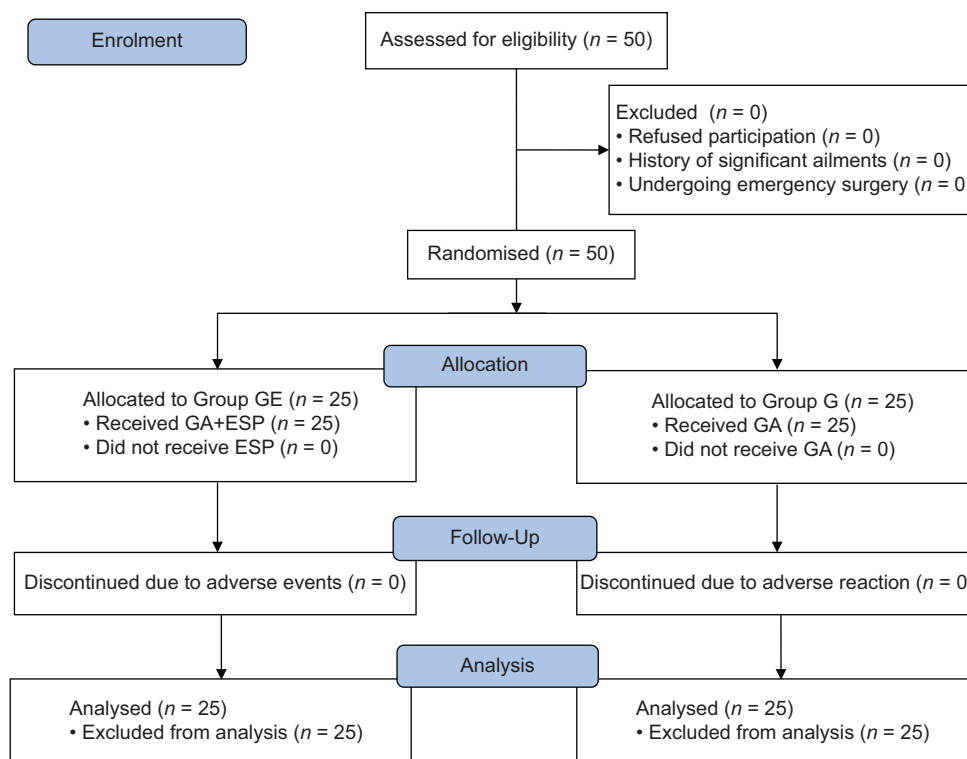 Enrolment
Assessed for eligibility (n = 50)
Excluded (n = 0)
• Refused participation (n = 0)
• History of significant ailments (n = 0)
• Undergoing emergency surgery (n = 0
Randomised (n = 50)
Allocation
Allocated to Group GE (n = 25)
• Received GA+ESP (n = 25)
• Did not receive ESP (n = 0)
Allocated to Group G (n = 25)
• Received GA (n = 25)
• Did not receive GA (n = 0)
Follow-Up
Discontinued due to adverse events (n = 0)
Discontinued due to adverse reaction (n = 0
Analysis
Analysed (n = 25)
• Excluded from analysis (n = 25)
Analysed (n = 25)
• Excluded from analysis (n = 25)